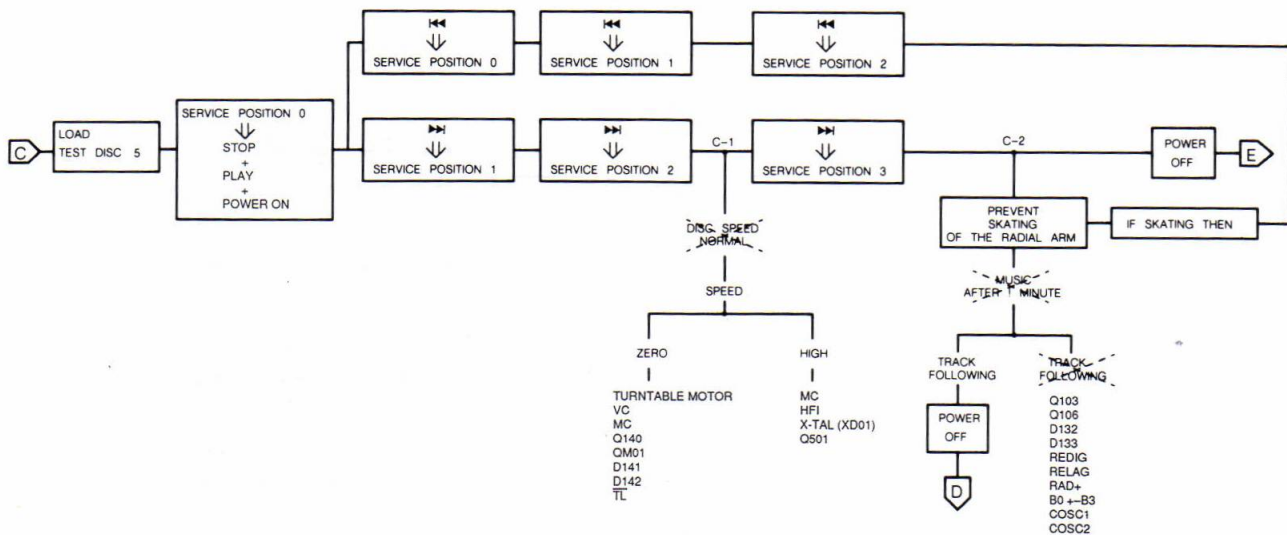 ⏮
⇓
SERVICE POSITION 0
⏮
⇓
SERVICE POSITION 1
⏮
⇓
SERVICE POSITION 2
C
LOAD
TEST DISC 5
SERVICE POSITION 0
⇓
STOP
+
PLAY
+
POWER ON
⏭
⇓
SERVICE POSITION 1
⏭
⇓
SERVICE POSITION 2
C-1
⏭
⇓
SERVICE POSITION 3
C-2
POWER
OFF
E
DISC SPEED
NORMAL
SPEED
ZERO
TURNTABLE MOTOR
VC
MC
Q140
QM01
D141
D142
T̅L̅
HIGH
MC
HFI
X-TAL (XD01)
Q501
PREVENT
SKATING
OF THE RADIAL ARM
IF SKATING THEN
MUSIC
AFTER 1 MINUTE
TRACK
FOLLOWING
POWER
OFF
D
TRACK
FOLLOWING
Q103
Q106
D132
D133
REDIG
RELAG
RAD+
B0 +–B3
COSC1
COSC2